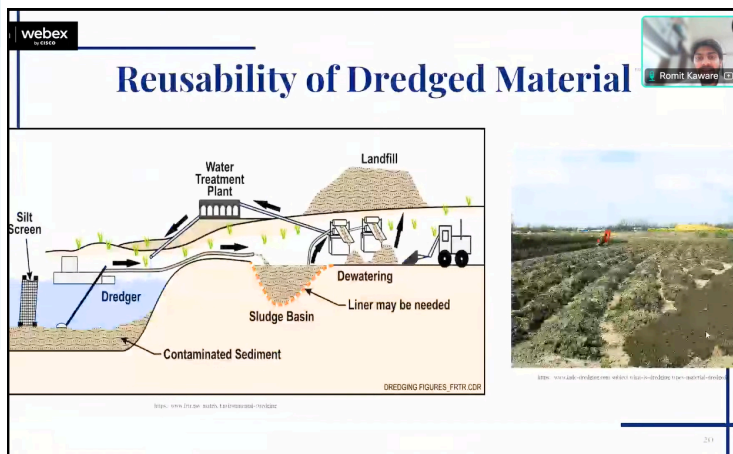 webex
by CISCO
Romit Kaware
Reusability of Dredged Material
Landfill
Water
Treatment
Plant
Silt
Screen
Dredger
Dewatering
Liner may be needed
Sludge Basin
Contaminated Sediment
DREDGING FIGURES_FRTR.CDR